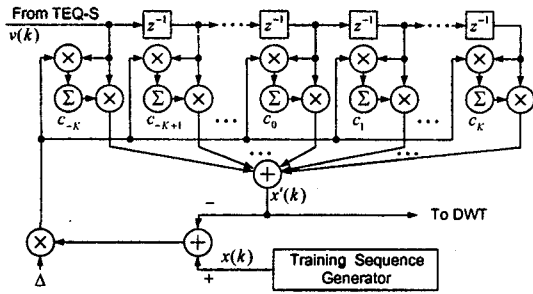 From TEQ-S
v(k)
z⁻¹ ... z⁻¹ z⁻¹ ... z⁻¹
× × × × ×
Σ × Σ × Σ × Σ × Σ ×
c₋K c₋K+1 ... c₀ c₁ ... cK
... ...
+
x'(k)
− To DWT
× +
x(k) Training Sequence
Δ + Generator